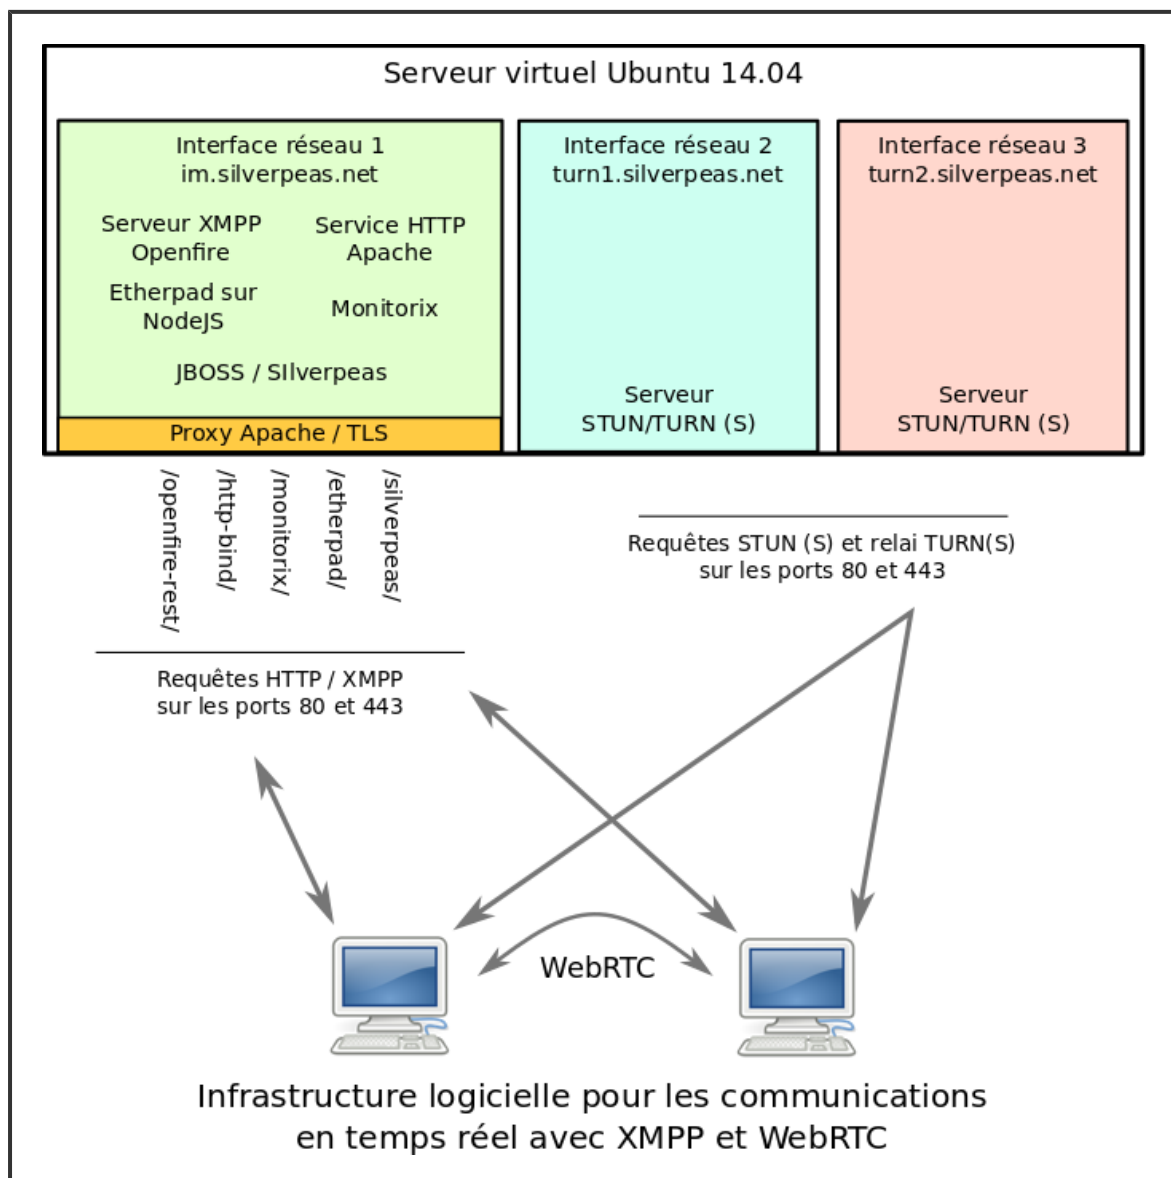 Serveur virtuel Ubuntu 14.04
Interface réseau 1
im.silverpeas.net
Serveur XMPP
Openfire
Service HTTP
Apache
Etherpad sur
NodeJS
Monitorix
JBOSS / SIlverpeas
Proxy Apache / TLS
Interface réseau 2
turn1.silverpeas.net
Serveur
STUN/TURN (S)
Interface réseau 3
turn2.silverpeas.net
Serveur
STUN/TURN (S)
/openfire-rest/
/http-bind/
/monitorix/
/etherpad/
/silverpeas/
Requêtes HTTP / XMPP
sur les ports 80 et 443
Requêtes STUN (S) et relai TURN(S)
sur les ports 80 et 443
WebRTC
Infrastructure logicielle pour les communications
en temps réel avec XMPP et WebRTC